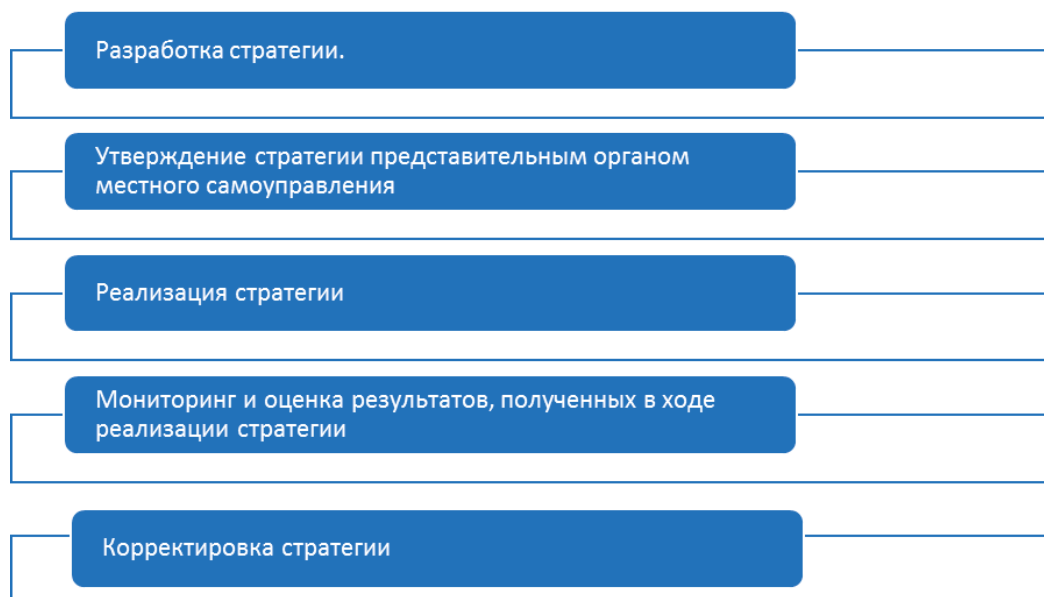 Разработка стратегии.
Утверждение стратегии представительным органом
местного самоуправления
Реализация стратегии
Мониторинг и оценка результатов, полученных в ходе
реализации стратегии
Корректировка стратегии